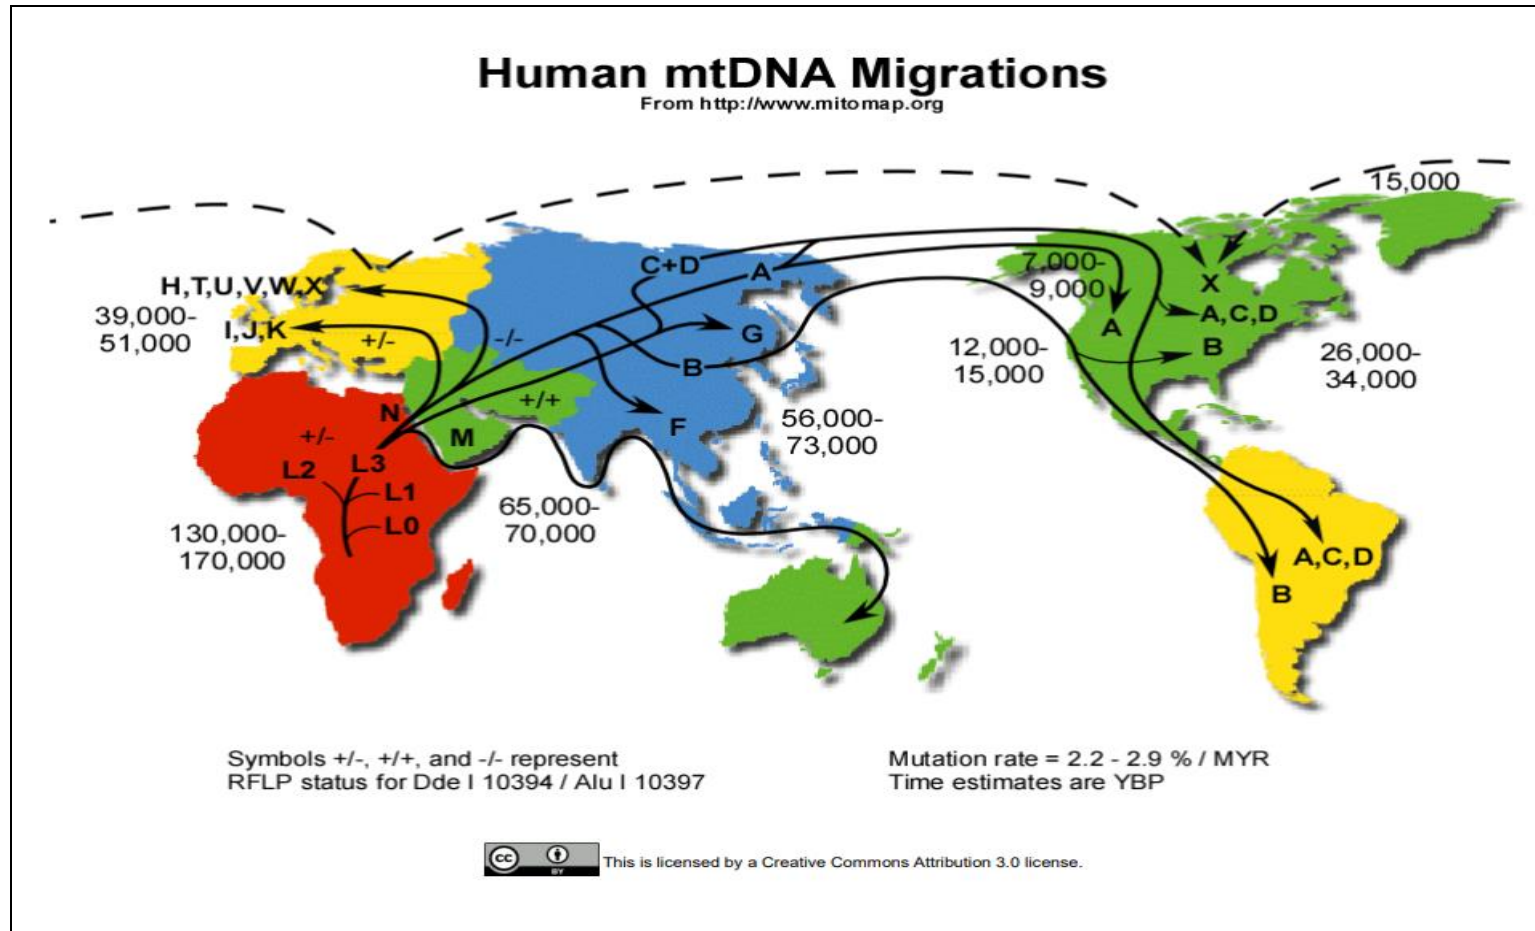 Human mtDNA Migrations
From http://www.mitomap.org
15,000
C+D
A
7,000-
9,000
X
H,T,U,V,W,X
39,000-
51,000
I,J,K
+/-
-/-
G
A
A,C,D
B
B
12,000-
15,000
26,000-
34,000
+/+
N
M
F
56,000-
73,000
+/-
L2
L3
L1
L0
65,000-
70,000
130,000-
170,000
A,C,D
B
Symbols +/-, +/+, and -/- represent
RFLP status for Dde I 10394 / Alu I 10397
Mutation rate = 2.2 - 2.9 % / MYR
Time estimates are YBP
cc
BY
This is licensed by a Creative Commons Attribution 3.0 license.